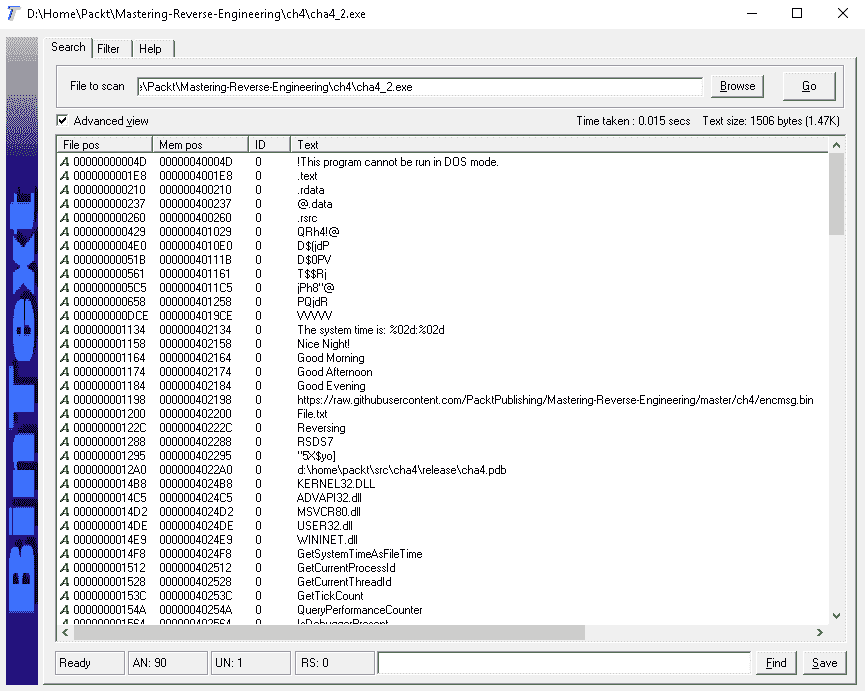 D:\Home\Packt\Mastering-Reverse-Engineering\ch4\cha4_2.exe
Search Filter Help
File to scan :\Packt\Mastering-Reverse-Engineering\ch4\cha4_2.exe Browse Go
Advanced view Time taken : 0.015 secs Text size: 1506 bytes (1.47K)
File pos Mem pos ID Text
A 00000000004D 00000040004D 0 !This program cannot be run in DOS mode.
A 0000000001E8 0000004001E8 0 .text
A 000000000210 000000400210 0 .rdata
A 000000000237 000000400237 0 @.data
A 000000000260 000000400260 0 .rsrc
A 000000000429 000000401029 0 QRh4!@
A 0000000004E0 0000004010E0 0 D$(jdP
A 00000000051B 00000040111B 0 D$0PV
A 000000000561 000000401161 0 T$$Rj
A 0000000005C5 0000004011C5 0 jPh8"@
A 000000000658 000000401258 0 PQjdR
A 000000000DCE 0000004019CE 0 VVVVV
A 000000001134 000000402134 0 The system time is: %02d:%02d
A 000000001158 000000402158 0 Nice Night!
A 000000001164 000000402164 0 Good Morning
A 000000001174 000000402174 0 Good Afternoon
A 000000001184 000000402184 0 Good Evening
A 000000001198 000000402198 0 https://raw.githubusercontent.com/PacktPublishing/Mastering-Reverse-Engineering/master/ch4/encmsg.bin
A 000000001200 000000402200 0 File.txt
A 00000000122C 00000040222C 0 Reversing
A 000000001288 000000402288 0 RSDS7
A 000000001295 000000402295 0 "5X$yo]
A 0000000012A0 0000004022A0 0 d:\home\packt\src\cha4\release\cha4.pdb
A 0000000014B8 0000004024B8 0 KERNEL32.DLL
A 0000000014C5 0000004024C5 0 ADVAPI32.dll
A 0000000014D2 0000004024D2 0 MSVCR80.dll
A 0000000014DE 0000004024DE 0 USER32.dll
A 0000000014E9 0000004024E9 0 WININET.dll
A 0000000014F8 0000004024F8 0 GetSystemTimeAsFileTime
A 000000001512 000000402512 0 GetCurrentProcessId
A 000000001528 000000402528 0 GetCurrentThreadId
A 00000000153C 00000040253C 0 GetTickCount
A 00000000154A 00000040254A 0 QueryPerformanceCounter
A 000000001564 000000402564 0 IsDebuggerPresent
BinText
Ready AN: 90 UN: 1 RS: 0 Find Save